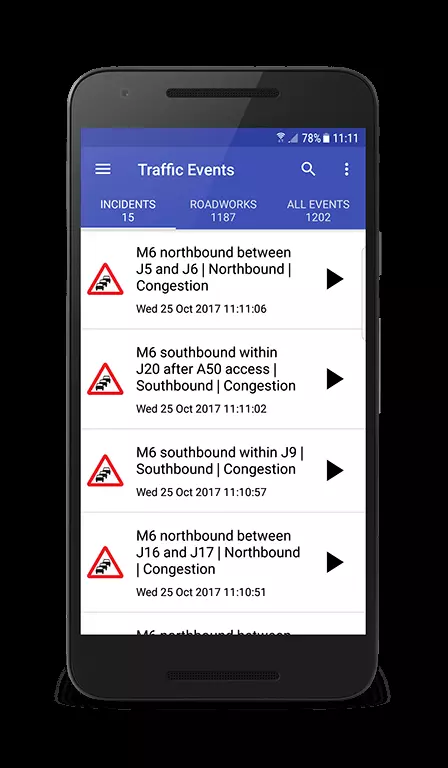 78% 11:11
Traffic Events
INCIDENTS ROADWORKS ALL EVENTS
15 1187 1202
M6 northbound between
J5 and J6 | Northbound |
Congestion
Wed 25 Oct 2017 11:11:06
M6 southbound within
J20 after A50 access |
Southbound | Congestion
Wed 25 Oct 2017 11:11:02
M6 southbound within J9 |
Southbound | Congestion
Wed 25 Oct 2017 11:10:57
M6 northbound between
J16 and J17 | Northbound
| Congestion
Wed 25 Oct 2017 11:10:51
M6 northbound between